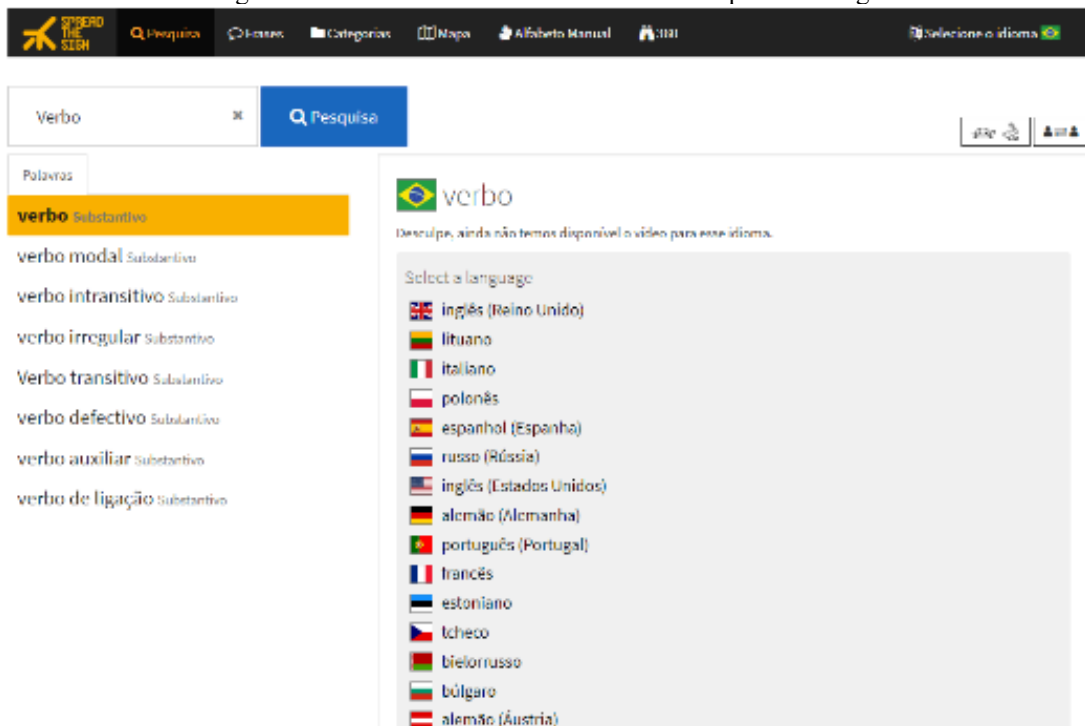 SPREAD THE SIGN
Pesquisa Frases Categorias Mapa Alfabeto Manual 360 Selecione o idioma
Verbo
Pesquisa
Palavras
verbo Substantivo
verbo modal Substantivo
verbo intransitivo Substantivo
verbo irregular Substantivo
Verbo transitivo Substantivo
verbo defectivo Substantivo
verbo auxiliar Substantivo
verbo de ligação Substantivo
verbo
Desculpe, ainda não temos disponível o vídeo para esse idioma.
Select a language
inglês (Reino Unido)
lituano
italiano
polonês
espanhol (Espanha)
russo (Rússia)
inglês (Estados Unidos)
alemão (Alemanha)
português (Portugal)
francês
estoniano
tcheco
bielorrusso
búlgaro
alemão (Áustria)